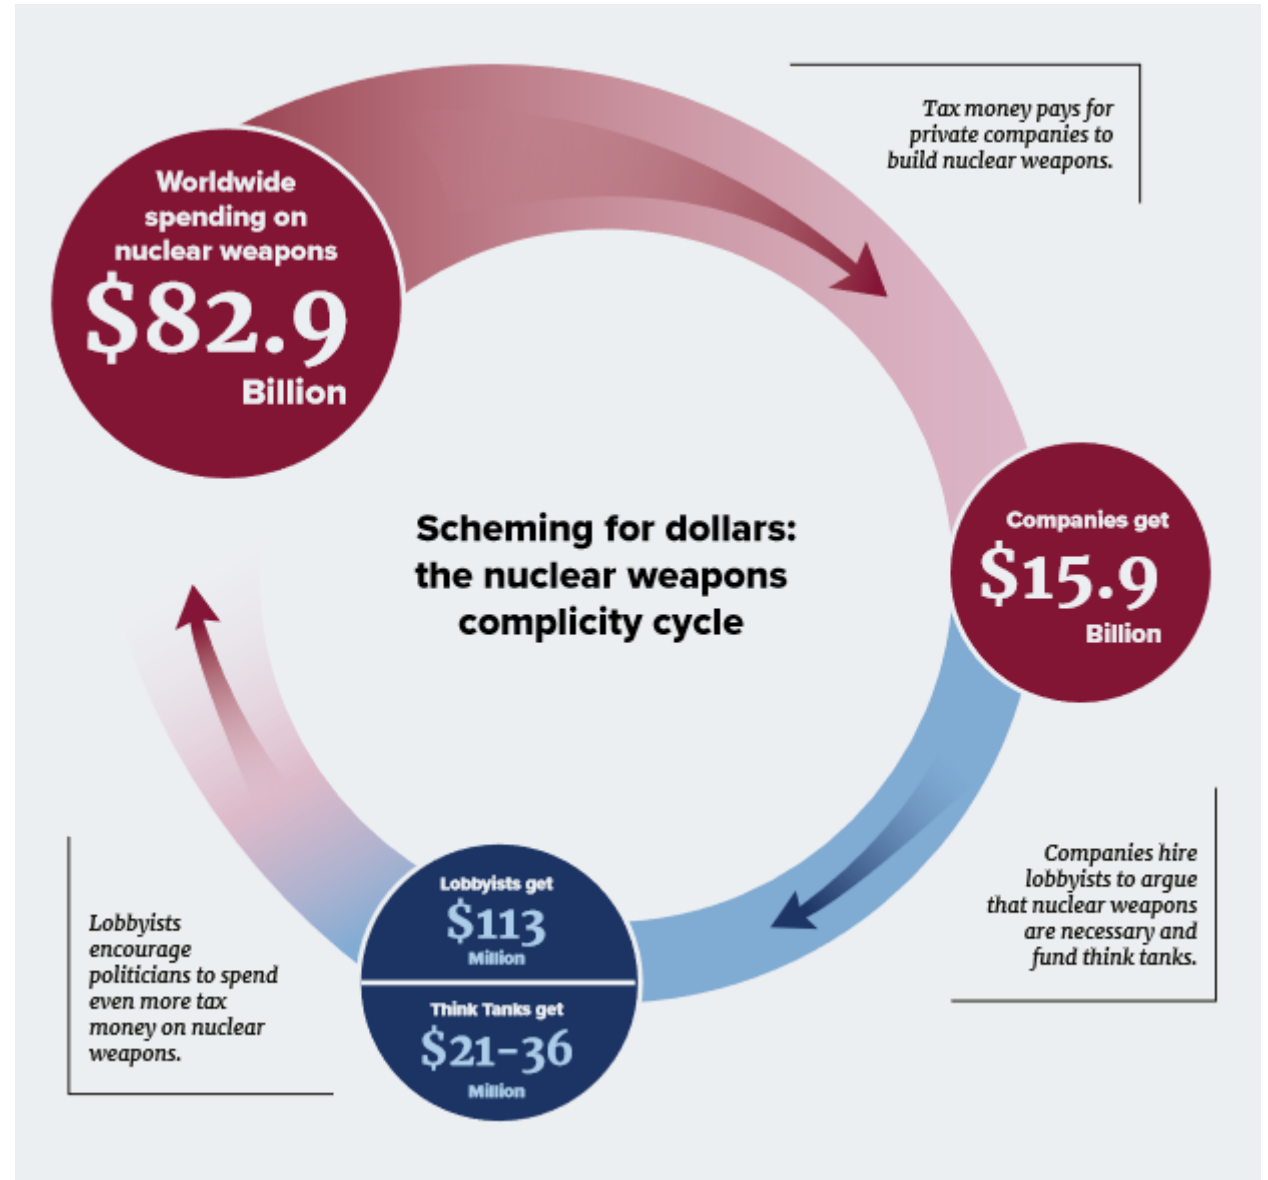 Tax money pays for
private companies to
build nuclear weapons.
Worldwide
spending on
nuclear weapons
$82.9
Billion
Scheming for dollars:
the nuclear weapons
complicity cycle
Companies get
$15.9
Billion
Companies hire
lobbyists to argue
that nuclear weapons
are necessary and
fund think tanks.
Lobbyists get
$113
Million
Think Tanks get
$21-36
Million
Lobbyists
encourage
politicians to spend
even more tax
money on nuclear
weapons.